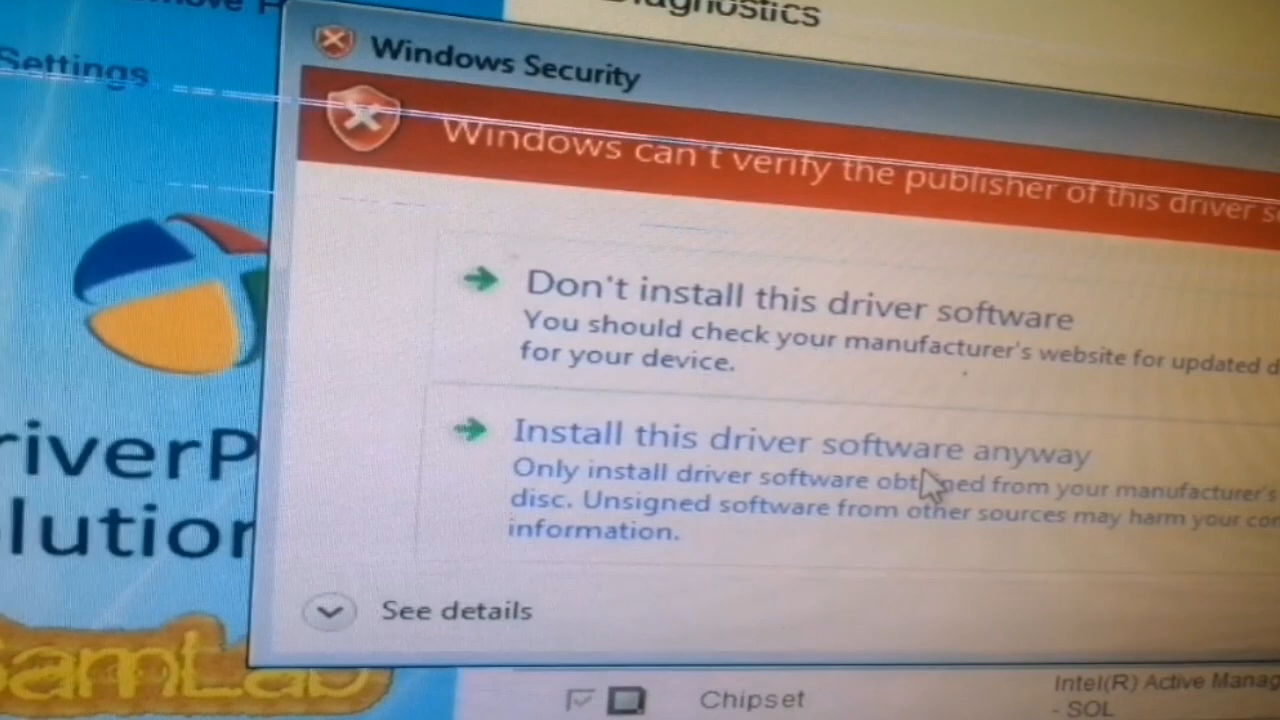 Diagnostics
Settings
Windows Security
Windows can't verify the publisher of this driver
Don't install this driver software
You should check your manufacturer's website for updated
for your device.
Install this driver software anyway
Only install driver software obtained from your manufacturer's
disc. Unsigned software from other sources may harm your
information.
See details
riverP
lution
SamLab
Chipset
Intel(R) Active Manag
- SOL